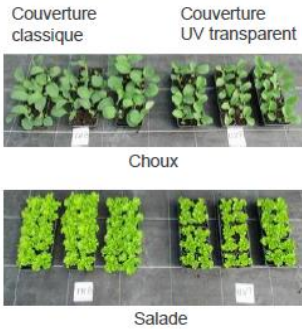 Couverture
classique
Couverture
UV transparent
Choux
Salade